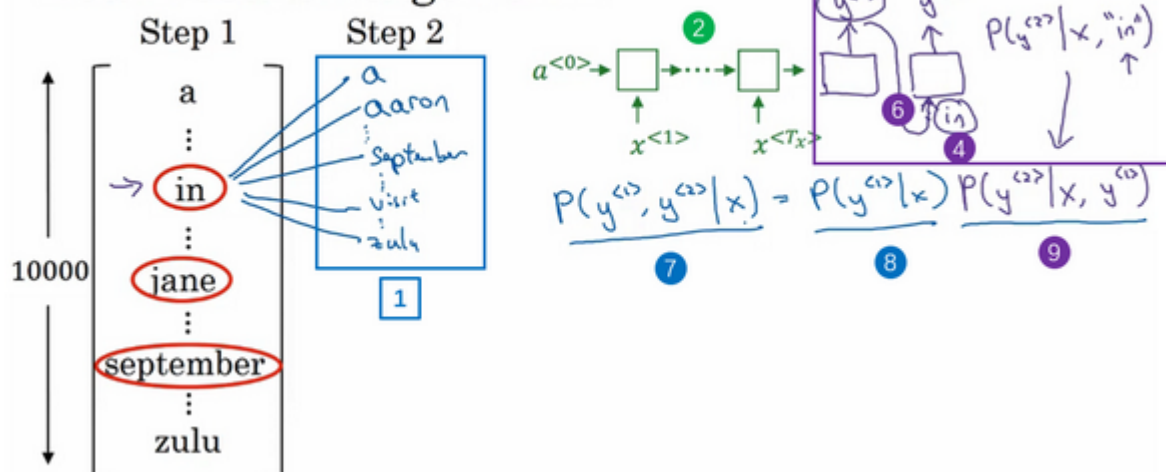 Step 1
Step 2
10000
a
⋮
in
⋮
jane
⋮
september
⋮
zulu
a
aaron
⋮
September
⋮
visit
⋮
zulu
1
2
a<0>
x<1>
x<Tx>
6
in
4
P(y<2>|x, "in")
P(y<1>, y<2>|x) = P(y<1>|x) P(y<2>|x, y<1>)
7
8
9